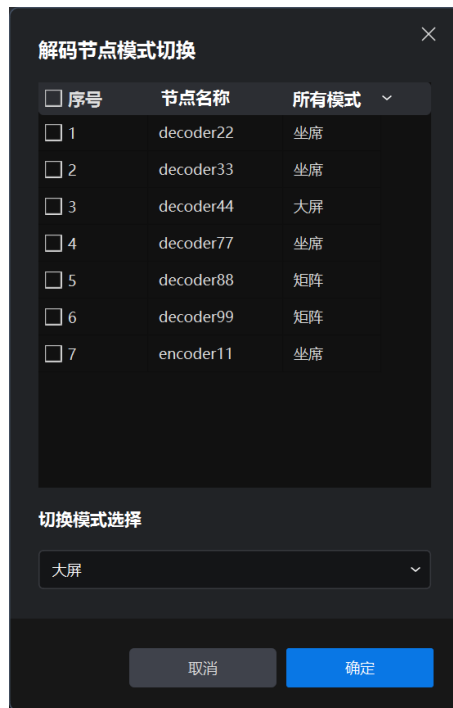 解码节点模式切换
序号 节点名称 所有模式
1 decoder22 坐席
2 decoder33 坐席
3 decoder44 大屏
4 decoder77 坐席
5 decoder88 矩阵
6 decoder99 矩阵
7 encoder11 坐席
切换模式选择
大屏
取消 确定